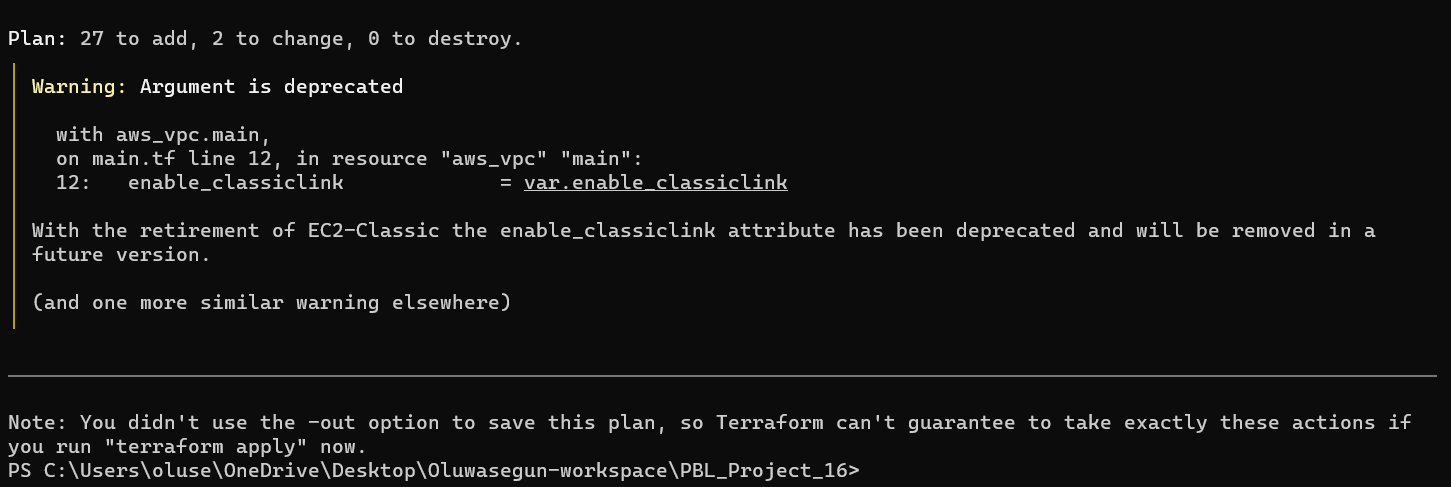 Plan: 27 to add, 2 to change, 0 to destroy.
Warning: Argument is deprecated
with aws_vpc.main,
on main.tf line 12, in resource "aws_vpc" "main":
12:   enable_classiclink             = var.enable_classiclink
With the retirement of EC2-Classic the enable_classiclink attribute has been deprecated and will be removed in a
future version.
(and one more similar warning elsewhere)
Note: You didn't use the -out option to save this plan, so Terraform can't guarantee to take exactly these actions if
you run "terraform apply" now.
PS C:\Users\oluse\OneDrive\Desktop\Oluwasegun-workspace\PBL_Project_16>